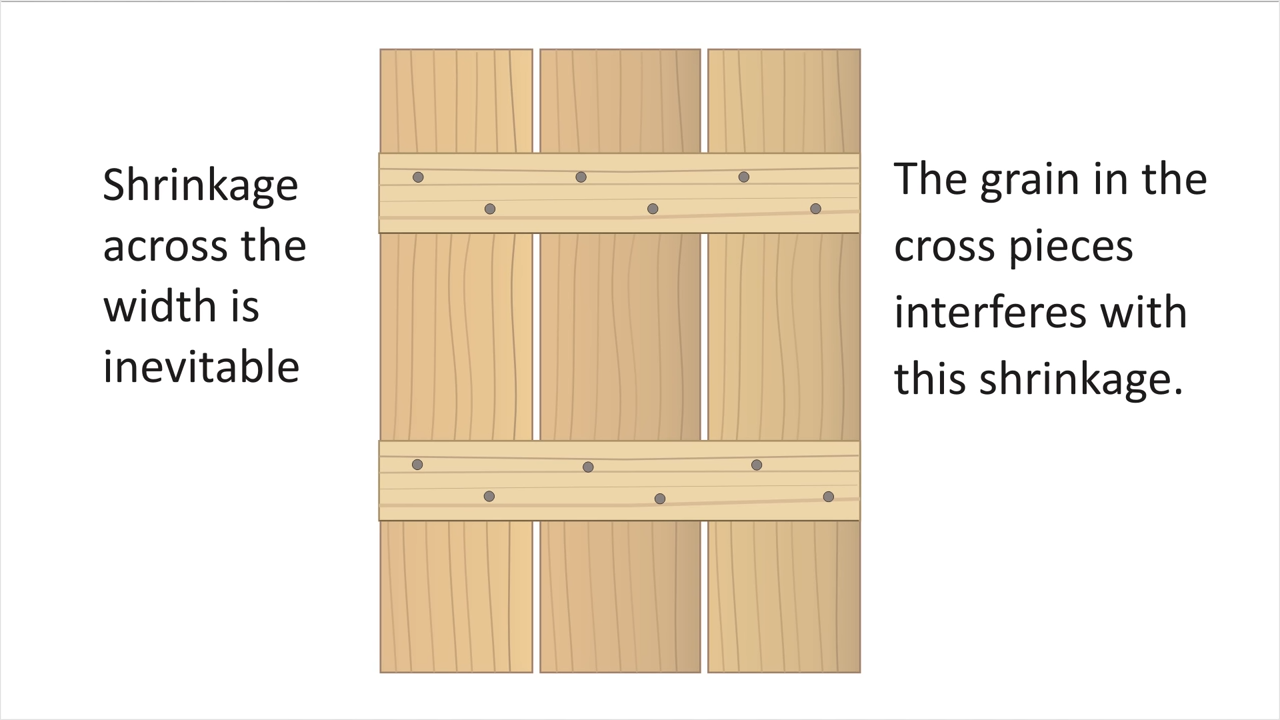 Shrinkage
across the
width is
inevitable
The grain in the
cross pieces
interferes with
this shrinkage.